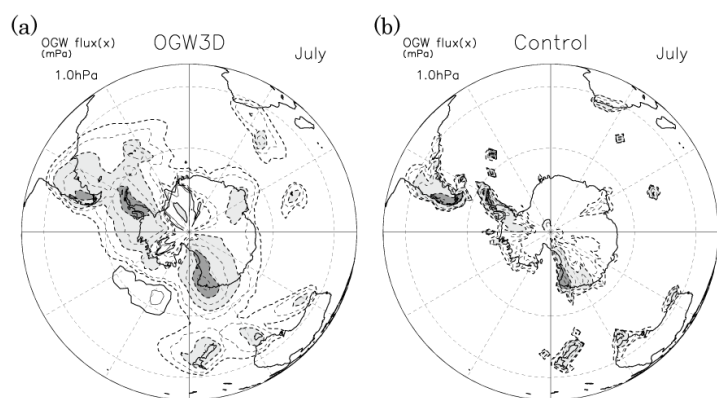 (a)
OGW flux(x)
(mPa)
OGW3D
July
1.0hPa
(b)
OGW flux(x)
(mPa)
Control
July
1.0hPa